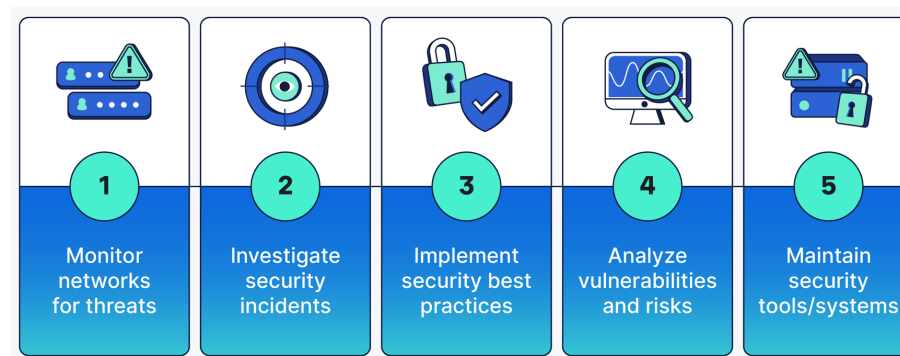 1
Monitor
networks
for threats
2
Investigate
security
incidents
3
Implement
security best
practices
4
Analyze
vulnerabilities
and risks
5
Maintain
security
tools/systems